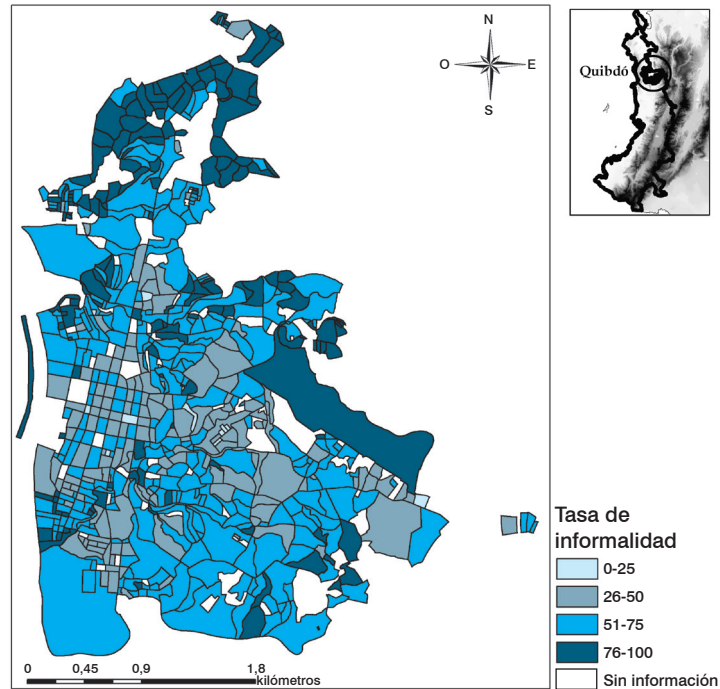 N
O
E
S
Quibdó
Tasa de
informalidad
0-25
26-50
51-75
76-100
Sin información
0
0,45
0,9
1,8
kilómetros